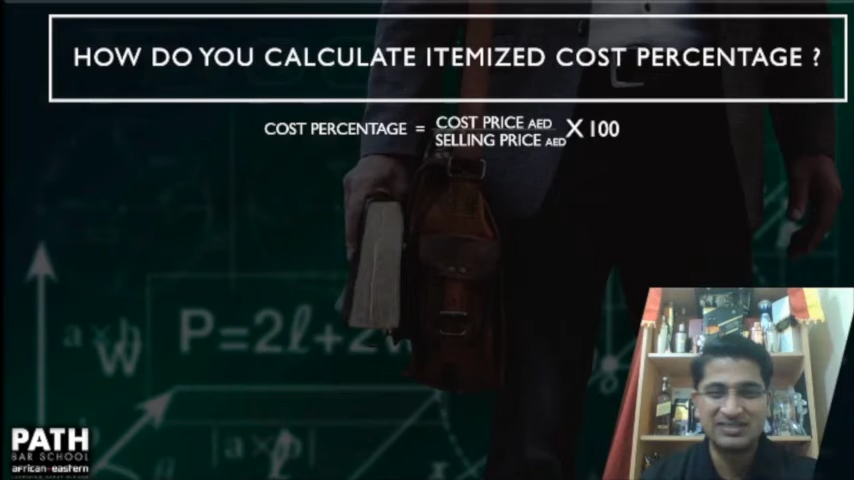 HOW DO YOU CALCULATE ITEMIZED COST PERCENTAGE ?
COST PERCENTAGE = COST PRICE AED
SELLING PRICE AED X 100
P=2ℓ+2
a×b
W
|a×b|
PATH
BAR SCHOOL
african+eastern